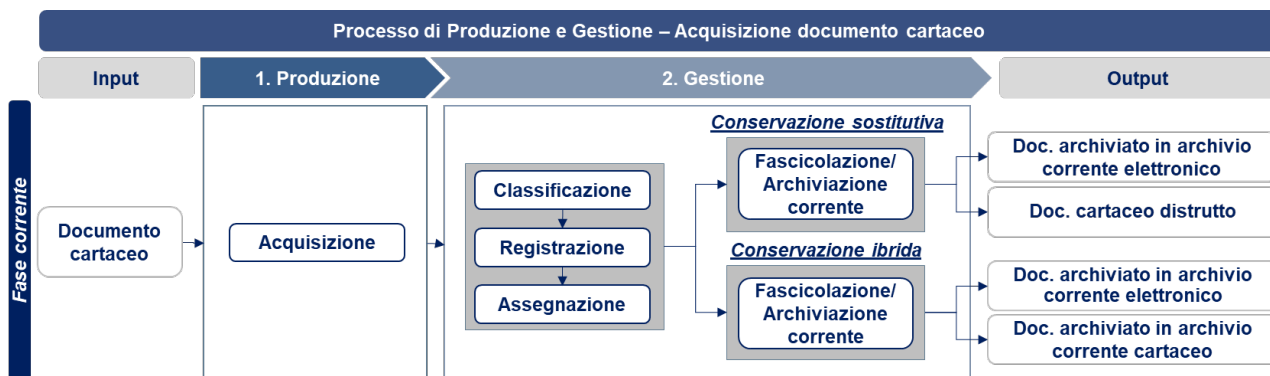 Processo di Produzione e Gestione – Acquisizione documento cartaceo
Input
1. Produzione
2. Gestione
Output
Fase corrente
Documento
cartaceo
Acquisizione
Classificazione
Registrazione
Assegnazione
Conservazione sostitutiva
Fascicolazione/
Archiviazione
corrente
Conservazione ibrida
Fascicolazione/
Archiviazione
corrente
Doc. archiviato in archivio
corrente elettronico
Doc. cartaceo distrutto
Doc. archiviato in archivio
corrente elettronico
Doc. archiviato in archivio
corrente cartaceo